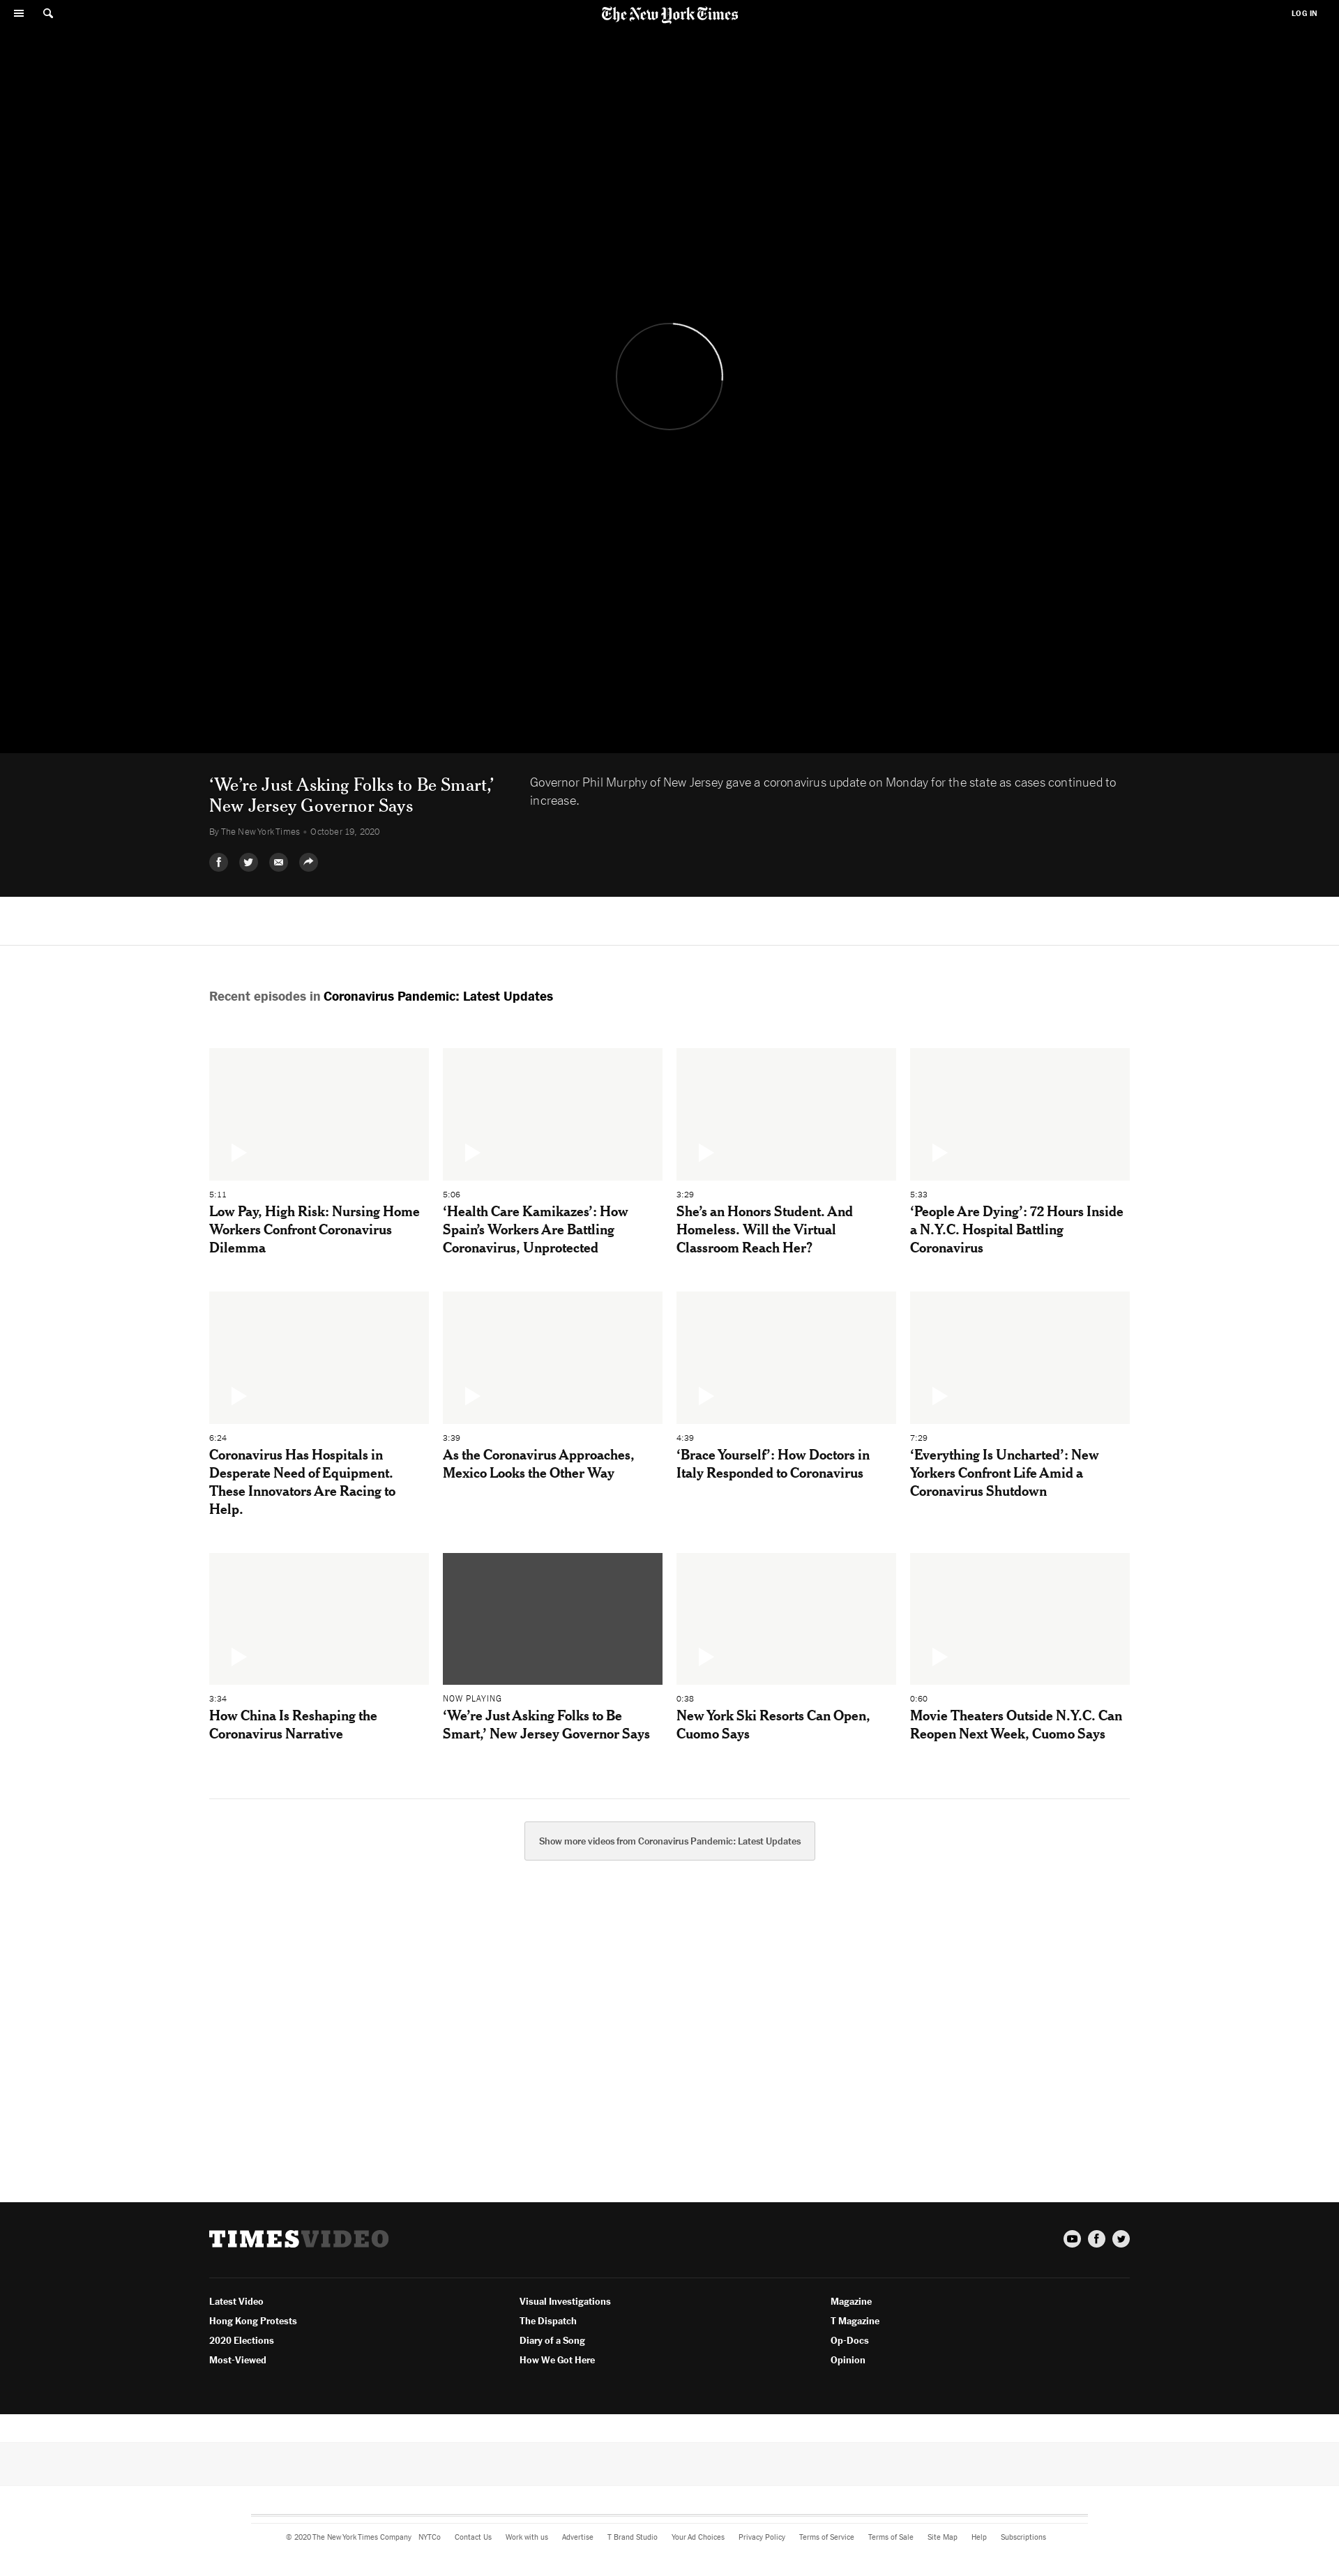 The New York Times
LOG IN
‘We’re Just Asking Folks to Be Smart,’
New Jersey Governor Says
Governor Phil Murphy of New Jersey gave a coronavirus update on Monday for the state as cases continued to
increase.
By The New York Times • October 19, 2020
Recent episodes in Coronavirus Pandemic: Latest Updates
5:11
Low Pay, High Risk: Nursing Home
Workers Confront Coronavirus
Dilemma
5:06
‘Health Care Kamikazes’: How
Spain’s Workers Are Battling
Coronavirus, Unprotected
3:29
She’s an Honors Student. And
Homeless. Will the Virtual
Classroom Reach Her?
5:33
‘People Are Dying’: 72 Hours Inside
a N.Y.C. Hospital Battling
Coronavirus
6:24
Coronavirus Has Hospitals in
Desperate Need of Equipment.
These Innovators Are Racing to
Help.
3:39
As the Coronavirus Approaches,
Mexico Looks the Other Way
4:39
‘Brace Yourself’: How Doctors in
Italy Responded to Coronavirus
7:29
‘Everything Is Uncharted’: New
Yorkers Confront Life Amid a
Coronavirus Shutdown
3:34
How China Is Reshaping the
Coronavirus Narrative
NOW PLAYING
‘We’re Just Asking Folks to Be
Smart,’ New Jersey Governor Says
0:38
New York Ski Resorts Can Open,
Cuomo Says
0:60
Movie Theaters Outside N.Y.C. Can
Reopen Next Week, Cuomo Says
Show more videos from Coronavirus Pandemic: Latest Updates
TIMESVIDEO
Latest Video
Hong Kong Protests
2020 Elections
Most-Viewed
Visual Investigations
The Dispatch
Diary of a Song
How We Got Here
Magazine
T Magazine
Op-Docs
Opinion
© 2020 The New York Times Company NYTCo Contact Us Work with us Advertise T Brand Studio Your Ad Choices Privacy Policy Terms of Service Terms of Sale Site Map Help Subscriptions